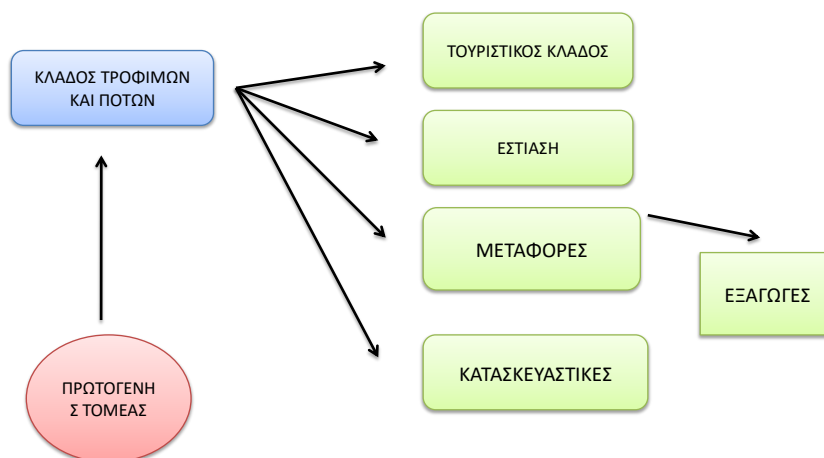 ΚΛΑΔΟΣ ΤΡΟΦΙΜΩΝ
ΚΑΙ ΠΟΤΩΝ
ΤΟΥΡΙΣΤΙΚΟΣ ΚΛΑΔΟΣ
ΕΣΤΙΑΣΗ
ΜΕΤΑΦΟΡΕΣ
ΕΞΑΓΩΓΕΣ
ΚΑΤΑΣΚΕΥΑΣΤΙΚΕΣ
ΠΡΩΤΟΓΕΝΗ
Σ ΤΟΜΕΑΣ